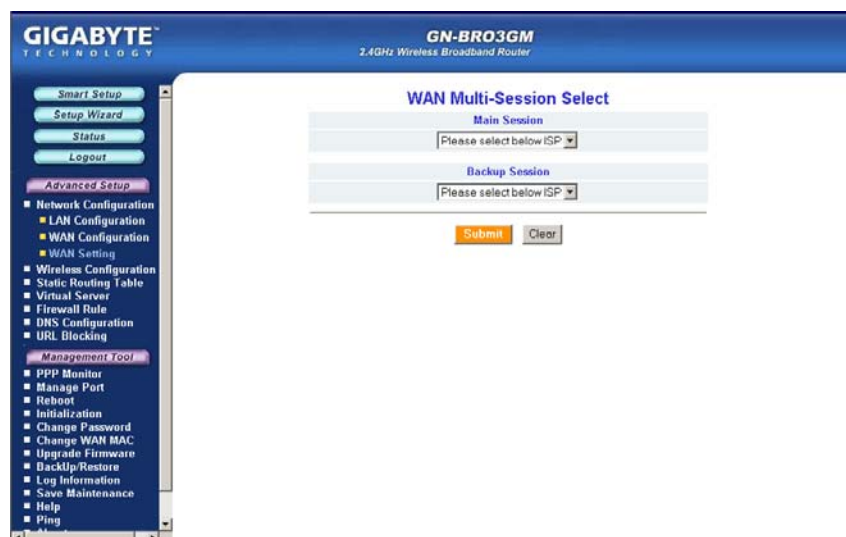 GIGABYTE™
TECHNOLOGY
GN-BR03GM
2.4GHz Wireless Broadband Router
Smart Setup
Setup Wizard
Status
Logout
Advanced Setup
Network Configuration
LAN Configuration
WAN Configuration
WAN Setting
Wireless Configuration
Static Routing Table
Virtual Server
Firewall Rule
DNS Configuration
URL Blocking
Management Tool
PPP Monitor
Manage Port
Reboot
Initialization
Change Password
Change WAN MAC
Upgrade Firmware
BackUp/Restore
Log Information
Save Maintenance
Help
Ping
WAN Multi-Session Select
Main Session
Please select below ISP
Backup Session
Please select below ISP
Submit Clear